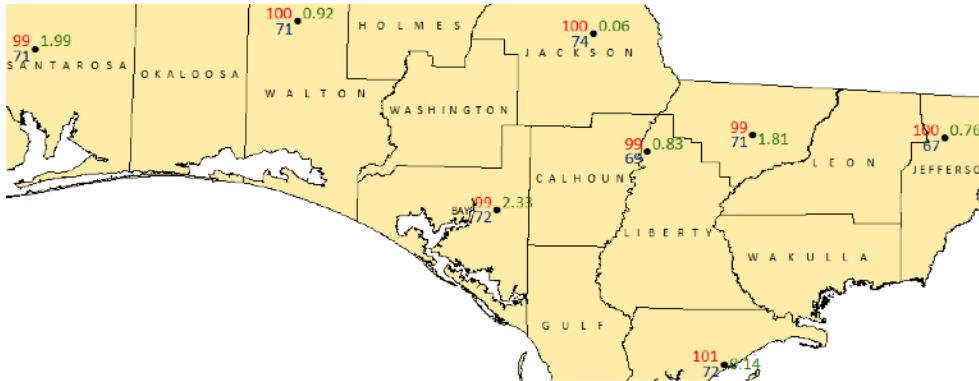 100 0.92
71
HOLMES
100 0.06
74
JACKSON
99 1.99
71
SANTAROSA
OKALOOSA
WALTON
WASHINGTON
99 1.81
71
100 0.76
67
99 0.83
CALHOUN
LEON
JEFFERSO
99 2.33
BAY 72
LIBERTY
WAKULLA
GULF
101
72